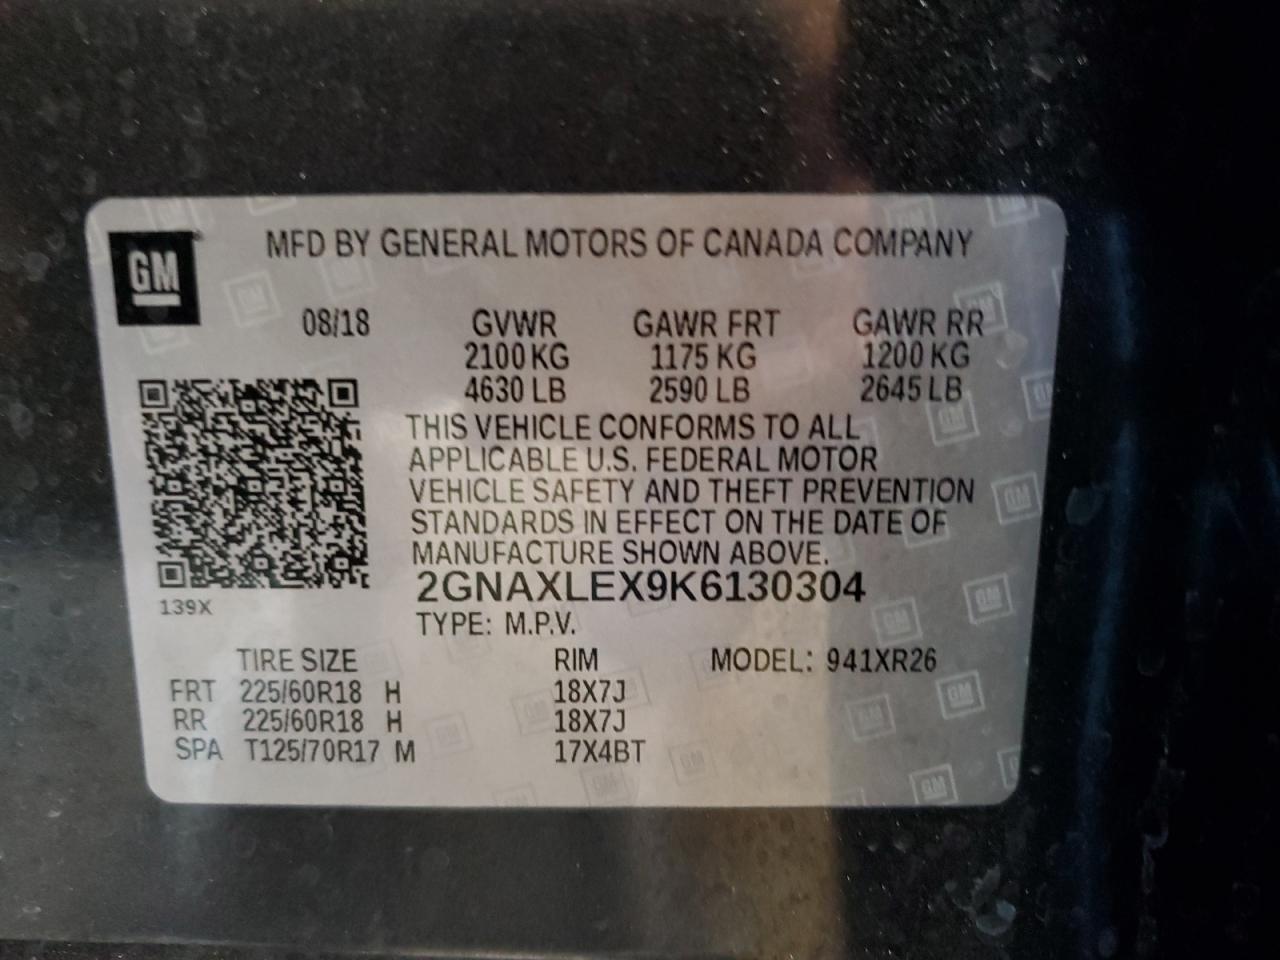 GM
MFD BY GENERAL MOTORS OF CANADA COMPANY
08/18 GVWR GAWR FRT GAWR RR
2100 KG 1175 KG 1200 KG
4630 LB 2590 LB 2645 LB
THIS VEHICLE CONFORMS TO ALL
APPLICABLE U.S. FEDERAL MOTOR
VEHICLE SAFETY AND THEFT PREVENTION
STANDARDS IN EFFECT ON THE DATE OF
MANUFACTURE SHOWN ABOVE.
2GNAXLEX9K6130304
139X
TYPE: M.P.V.
TIRE SIZE RIM MODEL: 941XR26
FRT 225/60R18 H 18X7J
RR 225/60R18 H 18X7J
SPA T125/70R17 M 17X4BT